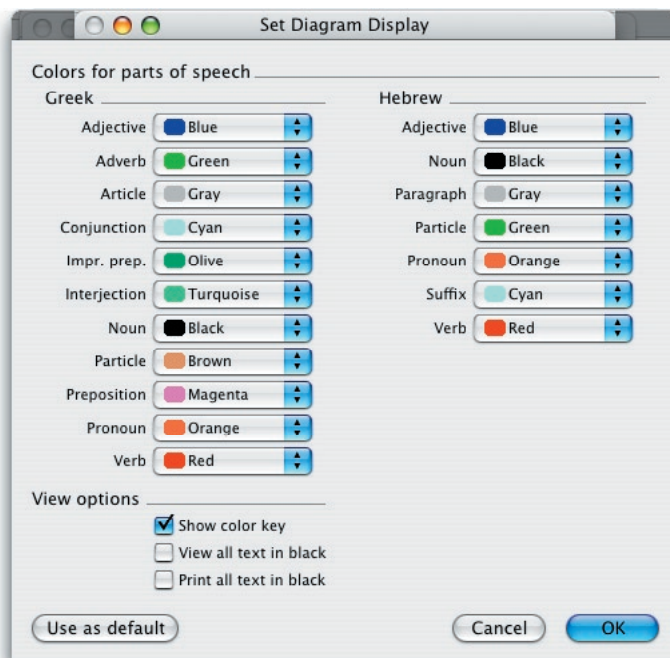 Set Diagram Display
Colors for parts of speech
Greek
Adjective Blue
Adverb Green
Article Gray
Conjunction Cyan
Impr. prep. Olive
Interjection Turquoise
Noun Black
Particle Brown
Preposition Magenta
Pronoun Orange
Verb Red
Hebrew
Adjective Blue
Noun Black
Paragraph Gray
Particle Green
Pronoun Orange
Suffix Cyan
Verb Red
View options
Show color key
View all text in black
Print all text in black
Use as default
Cancel
OK